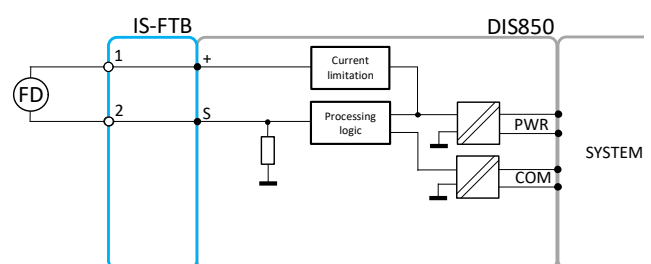 IS-FTB
DIS850
1
+
Current
limitation
FD
2
S
Processing
logic
PWR
SYSTEM
COM